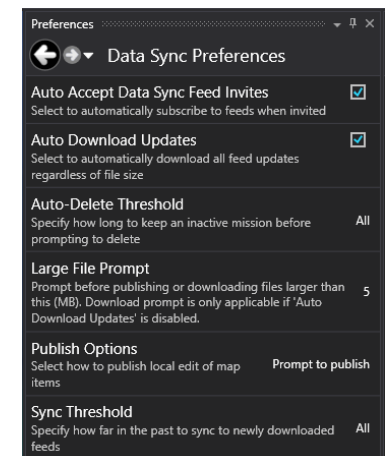 Preferences
Data Sync Preferences
Auto Accept Data Sync Feed Invites
Select to automatically subscribe to feeds when invited
Auto Download Updates
Select to automatically download all feed updates
regardless of file size
Auto-Delete Threshold
Specify how long to keep an inactive mission before
prompting to delete
All
Large File Prompt
Prompt before publishing or downloading files larger than
this (MB). Download prompt is only applicable if 'Auto
Download Updates' is disabled.
5
Publish Options
Select how to publish local edit of map
items
Prompt to publish
Sync Threshold
Specify how far in the past to sync to newly downloaded
feeds
All